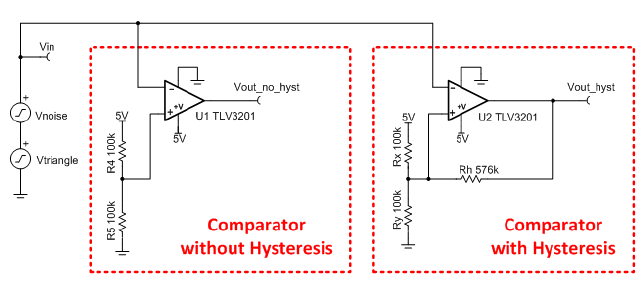 Vin
+
Vnoise
+
Vtriangle
5V
R4 100k
R5 100k
−
+
+V
5V
U1 TLV3201
Vout_no_hyst
Comparator
without Hysteresis
5V
Rx 100k
Ry 100k
−
+
+V
5V
U2 TLV3201
Rh 576k
Vout_hyst
Comparator
with Hysteresis